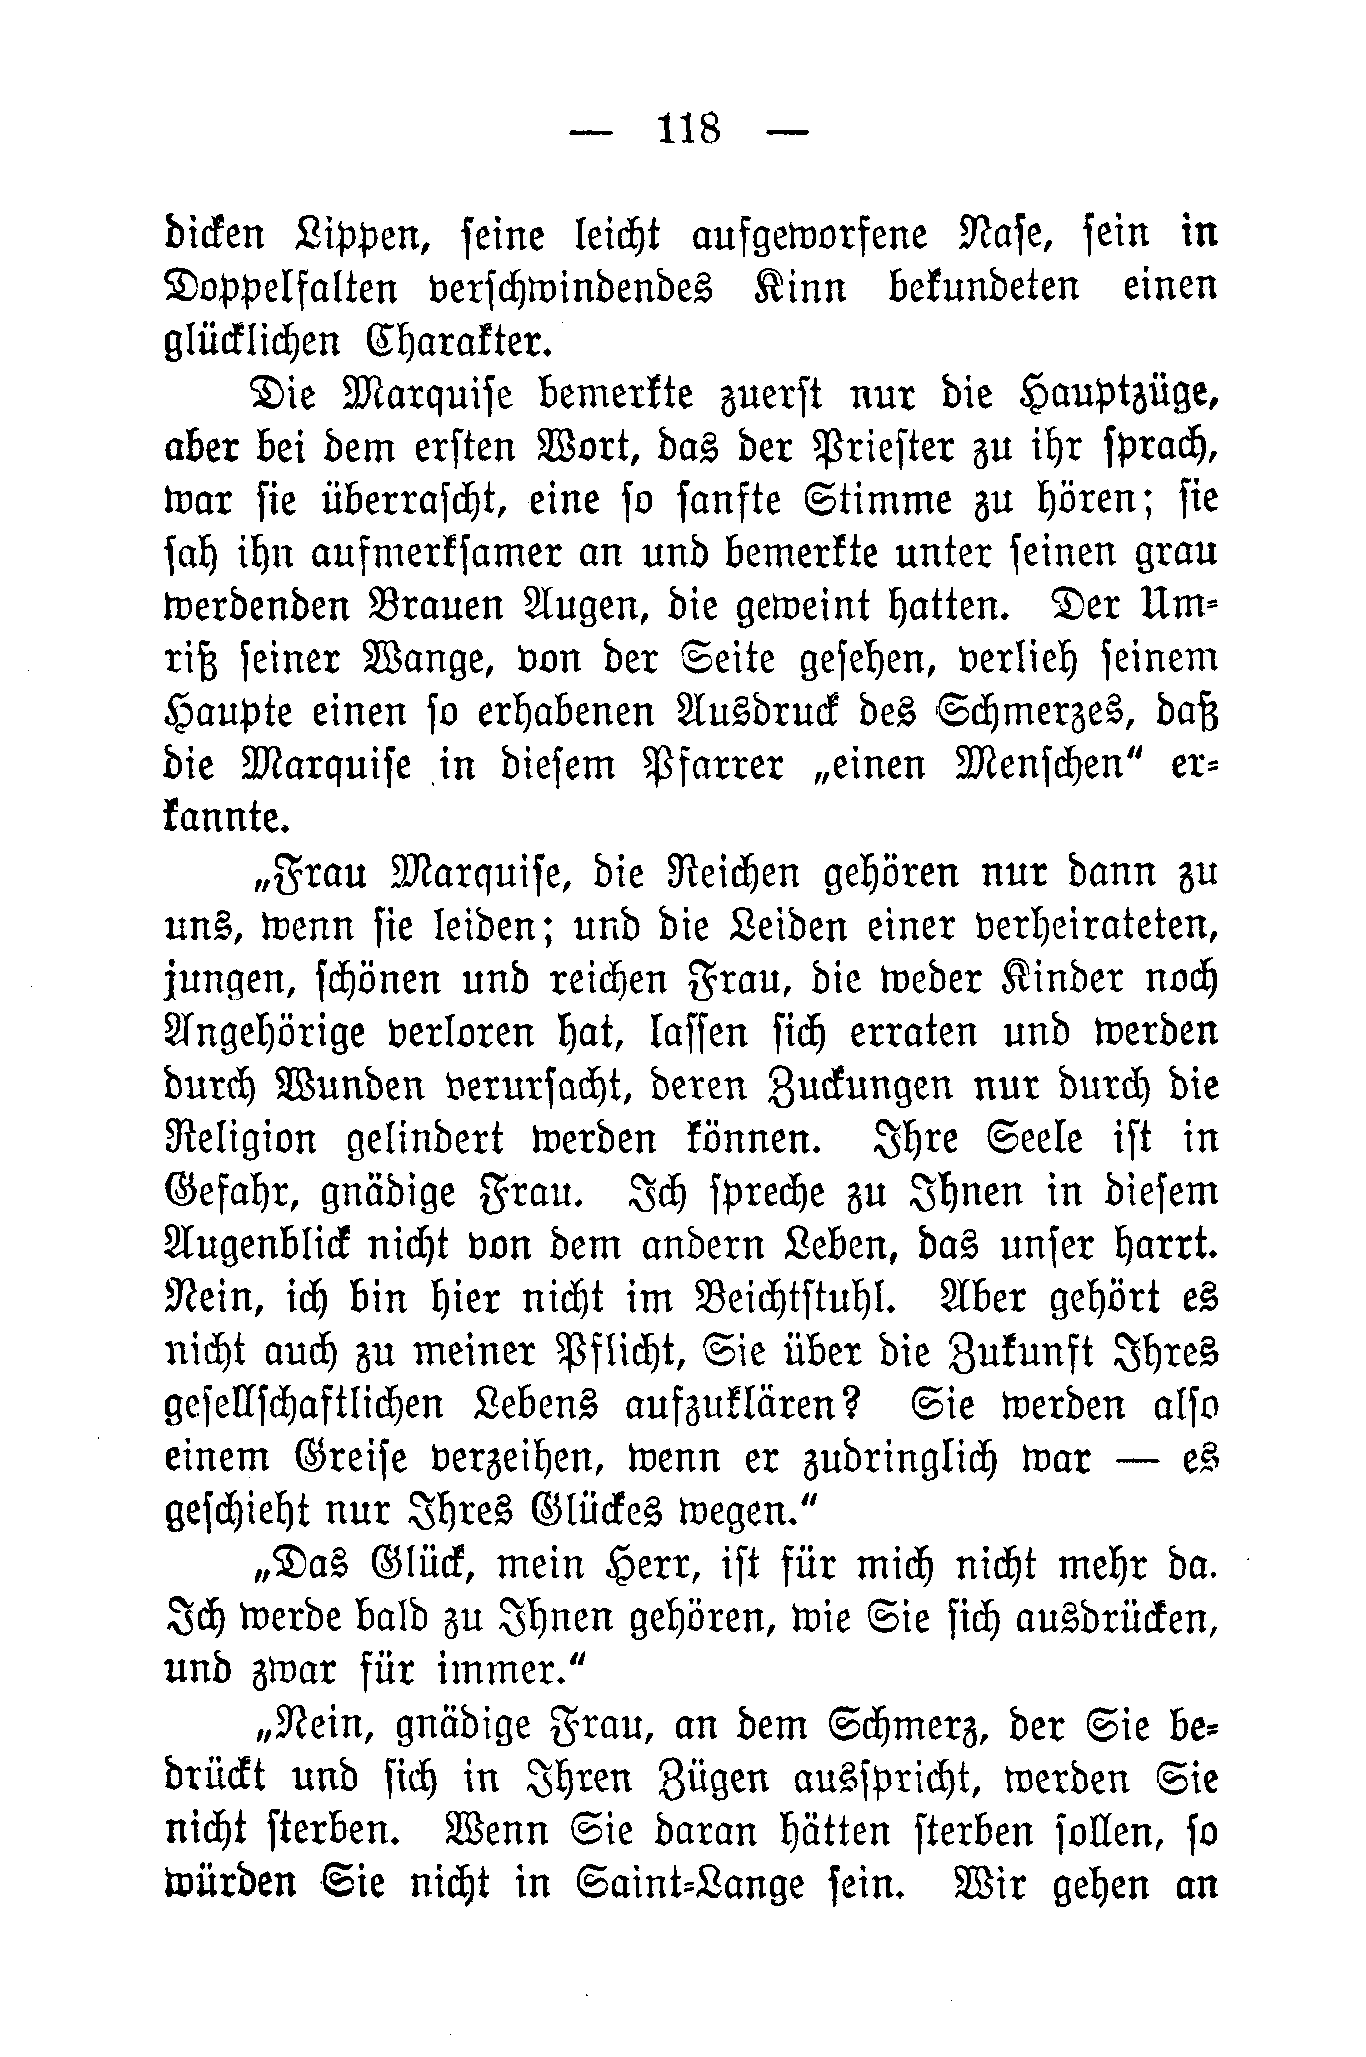 — 118 —
dicken Lippen, seine leicht aufgeworfene Nase, sein in
Doppelfalten verschwindendes Kinn bekundeten einen
glücklichen Charakter.
Die Marquise bemerkte zuerst nur die Hauptzüge,
aber bei dem ersten Wort, das der Priester zu ihr sprach,
war sie überrascht, eine so sanfte Stimme zu hören; sie
sah ihn aufmerksamer an und bemerkte unter seinen grau
werdenden Brauen Augen, die geweint hatten. Der Um-
riß seiner Wange, von der Seite gesehen, verlieh seinem
Haupte einen so erhabenen Ausdruck des Schmerzes, daß
die Marquise in diesem Pfarrer „einen Menschen“ er-
kannte.
„Frau Marquise, die Reichen gehören nur dann zu
uns, wenn sie leiden; und die Leiden einer verheirateten,
jungen, schönen und reichen Frau, die weder Kinder noch
Angehörige verloren hat, lassen sich erraten und werden
durch Wunden verursacht, deren Zuckungen nur durch die
Religion gelindert werden können. Ihre Seele ist in
Gefahr, gnädige Frau. Ich spreche zu Ihnen in diesem
Augenblick nicht von dem andern Leben, das unser harrt.
Nein, ich bin hier nicht im Beichtstuhl. Aber gehört es
nicht auch zu meiner Pflicht, Sie über die Zukunft Ihres
gesellschaftlichen Lebens aufzuklären? Sie werden also
einem Greise verzeihen, wenn er zudringlich war — es
geschieht nur Ihres Glückes wegen.“
„Das Glück, mein Herr, ist für mich nicht mehr da.
Ich werde bald zu Ihnen gehören, wie Sie sich ausdrücken,
und zwar für immer.“
„Nein, gnädige Frau, an dem Schmerz, der Sie be-
drückt und sich in Ihren Zügen ausspricht, werden Sie
nicht sterben. Wenn Sie daran hätten sterben sollen, so
würden Sie nicht in Saint-Lange sein. Wir gehen an